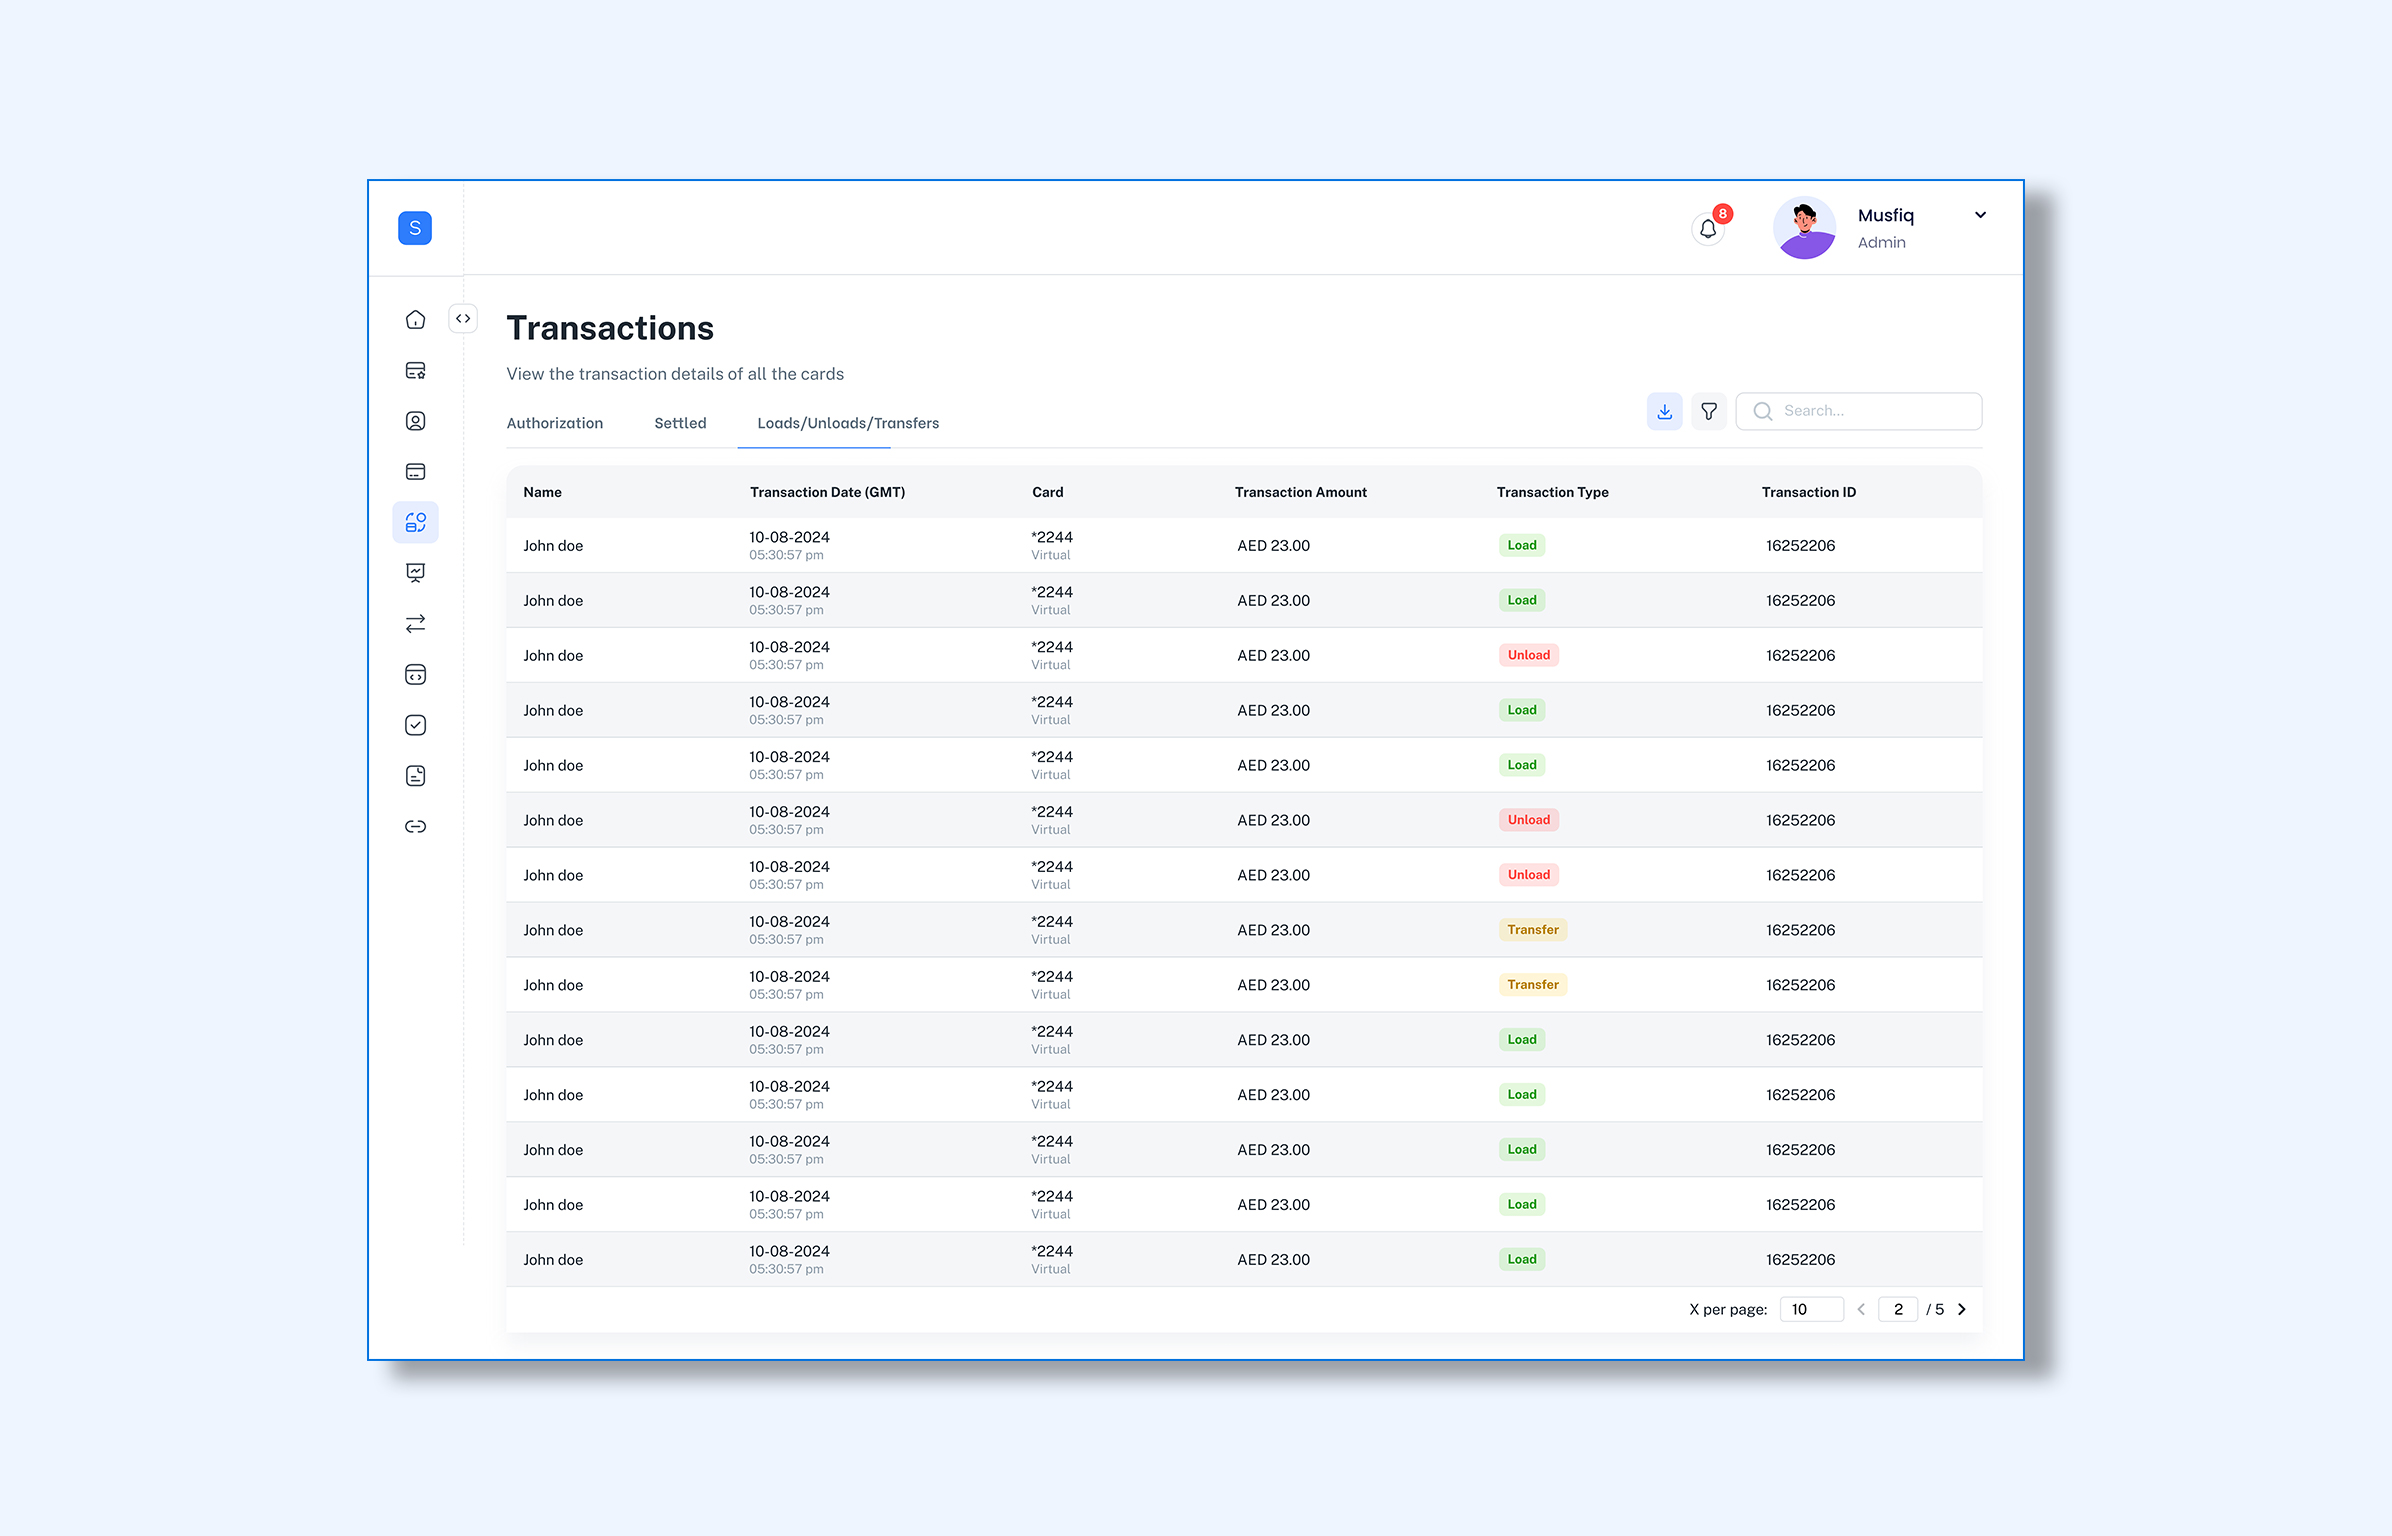 S
8
Musfiq
Admin
Transactions
View the transaction details of all the cards
Authorization Settled Loads/Unloads/Transfers
Search...
Name Transaction Date (GMT) Card Transaction Amount Transaction Type Transaction ID
10-08-2024 *2244
John doe AED 23.00 Load 16252206
05:30:57 pm Virtual
10-08-2024 *2244
John doe AED 23.00 Load 16252206
05:30:57 pm Virtual
10-08-2024 *2244
John doe AED 23.00 Unload 16252206
05:30:57 pm Virtual
10-08-2024 *2244
John doe AED 23.00 Load 16252206
05:30:57 pm Virtual
10-08-2024 *2244
John doe AED 23.00 Load 16252206
05:30:57 pm Virtual
10-08-2024 *2244
John doe AED 23.00 Unload 16252206
05:30:57 pm Virtual
10-08-2024 *2244
John doe AED 23.00 Unload 16252206
05:30:57 pm Virtual
10-08-2024 *2244
John doe AED 23.00 Transfer 16252206
05:30:57 pm Virtual
10-08-2024 *2244
John doe AED 23.00 Transfer 16252206
05:30:57 pm Virtual
10-08-2024 *2244
John doe AED 23.00 Load 16252206
05:30:57 pm Virtual
10-08-2024 *2244
John doe AED 23.00 Load 16252206
05:30:57 pm Virtual
10-08-2024 *2244
John doe AED 23.00 Load 16252206
05:30:57 pm Virtual
10-08-2024 *2244
John doe AED 23.00 Load 16252206
05:30:57 pm Virtual
10-08-2024 *2244
John doe AED 23.00 Load 16252206
05:30:57 pm Virtual
X per page: 10 2 / 5